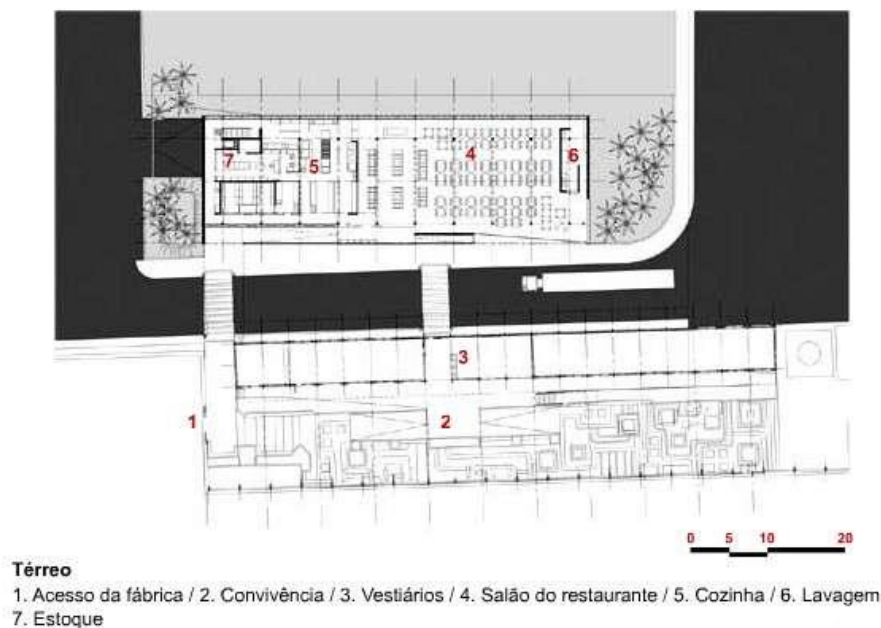 7
5
4
6
3
1
2
0 5 10 20
Térreo
1. Acesso da fábrica / 2. Convivência / 3. Vestiários / 4. Salão do restaurante / 5. Cozinha / 6. Lavagem
7. Estoque